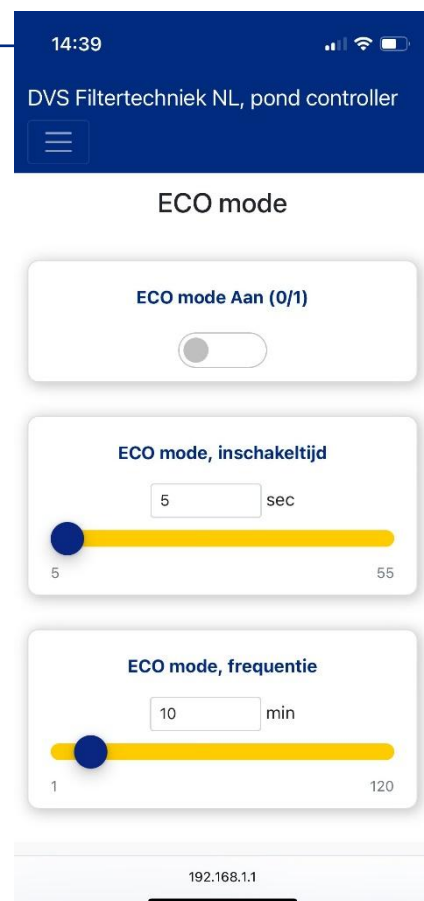 14:39
DVS Filtertechniek NL, pond controller
ECO mode
ECO mode Aan (0/1)
ECO mode, inschakeltijd
5 sec
5 55
ECO mode, frequentie
10 min
1 120
192.168.1.1